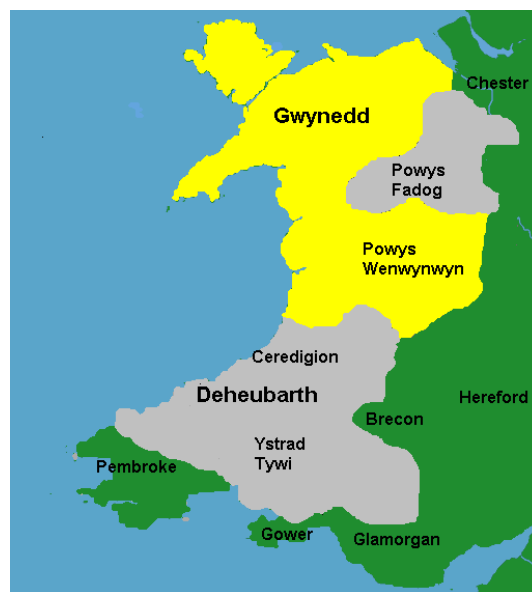 Chester
Gwynedd
Powys
Fadog
Powys
Wenwynwyn
Ceredigion
Deheubarth
Hereford
Brecon
Ystrad
Tywi
Pembroke
Gower
Glamorgan